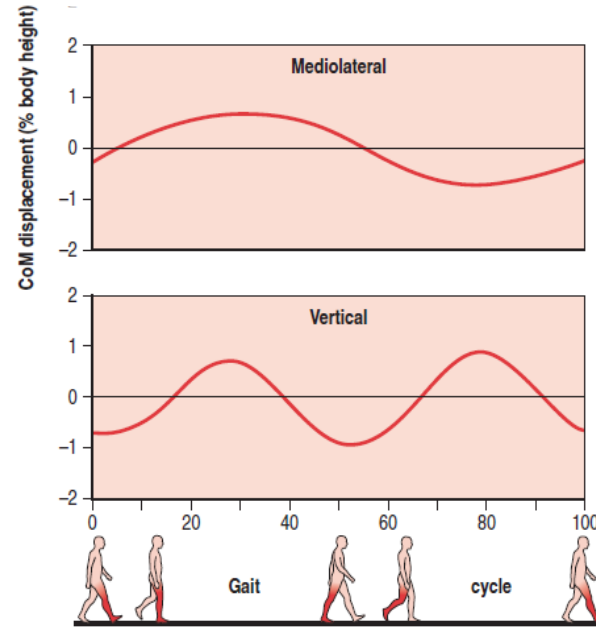 CoM displacement (% body height)
Mediolateral
2
1
0
–1
–2
Vertical
2
1
0
–1
–2
0 20 40 60 80 100
Gait cycle